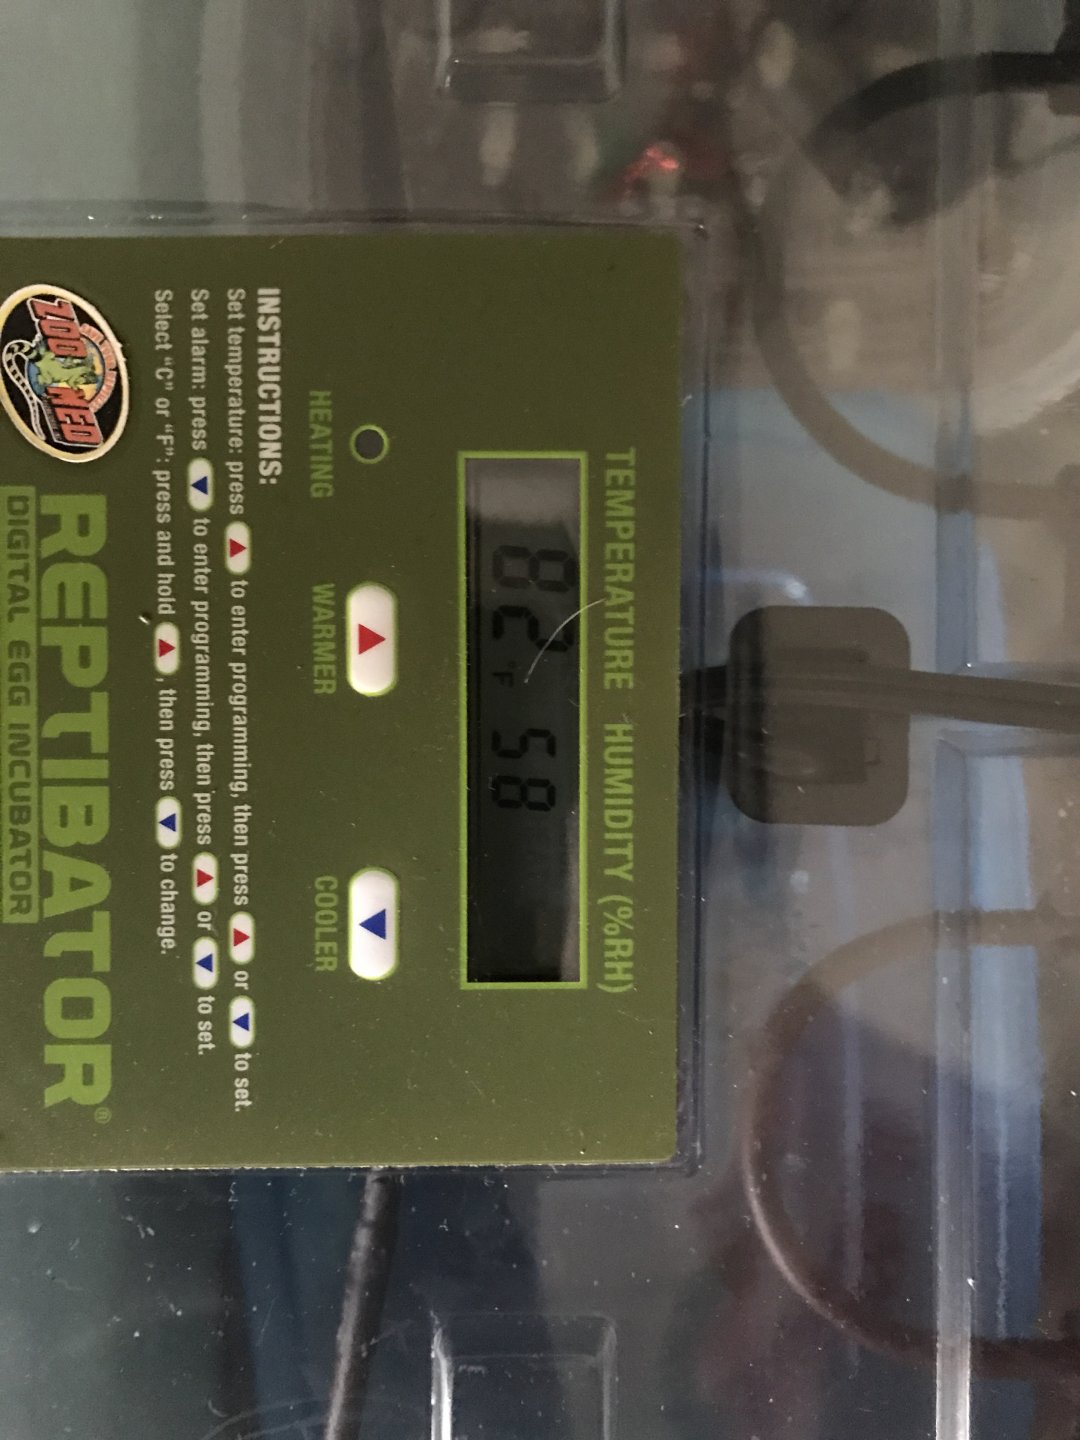 TEMPERATURE HUMIDITY (%RH)
82°F 58
HEATING WARMER COOLER
INSTRUCTIONS:
Set temperature: press ▲ to enter programming, then press ▲ or ▼ to set.
Set alarm: press ▼ to enter programming, then press ▲ or ▼ to set.
Select "C" or "F": press and hold ▲, then press ▼ to change.
ZOO MED
REPTIBATOR®
DIGITAL EGG INCUBATOR